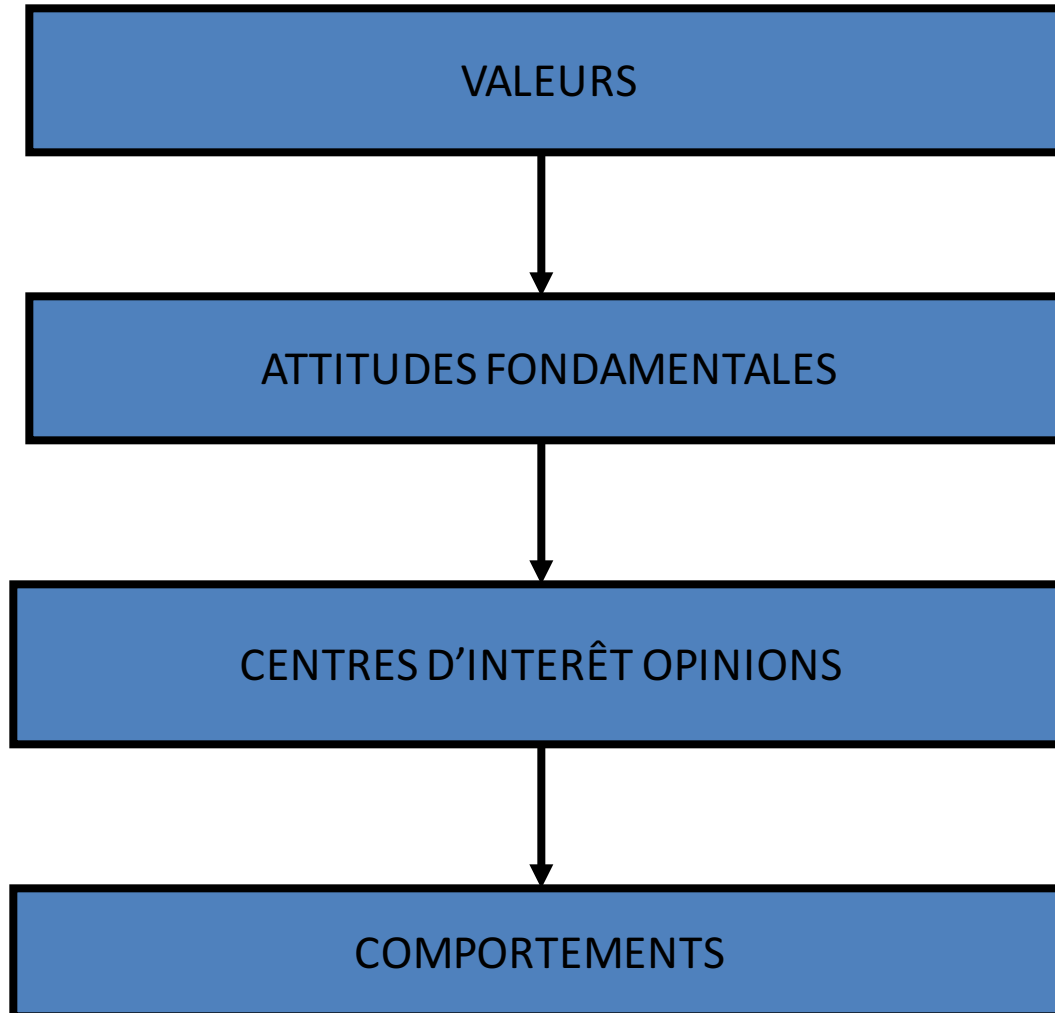 VALEURS
ATTITUDES FONDAMENTALES
CENTRES D’INTERÊT OPINIONS
COMPORTEMENTS